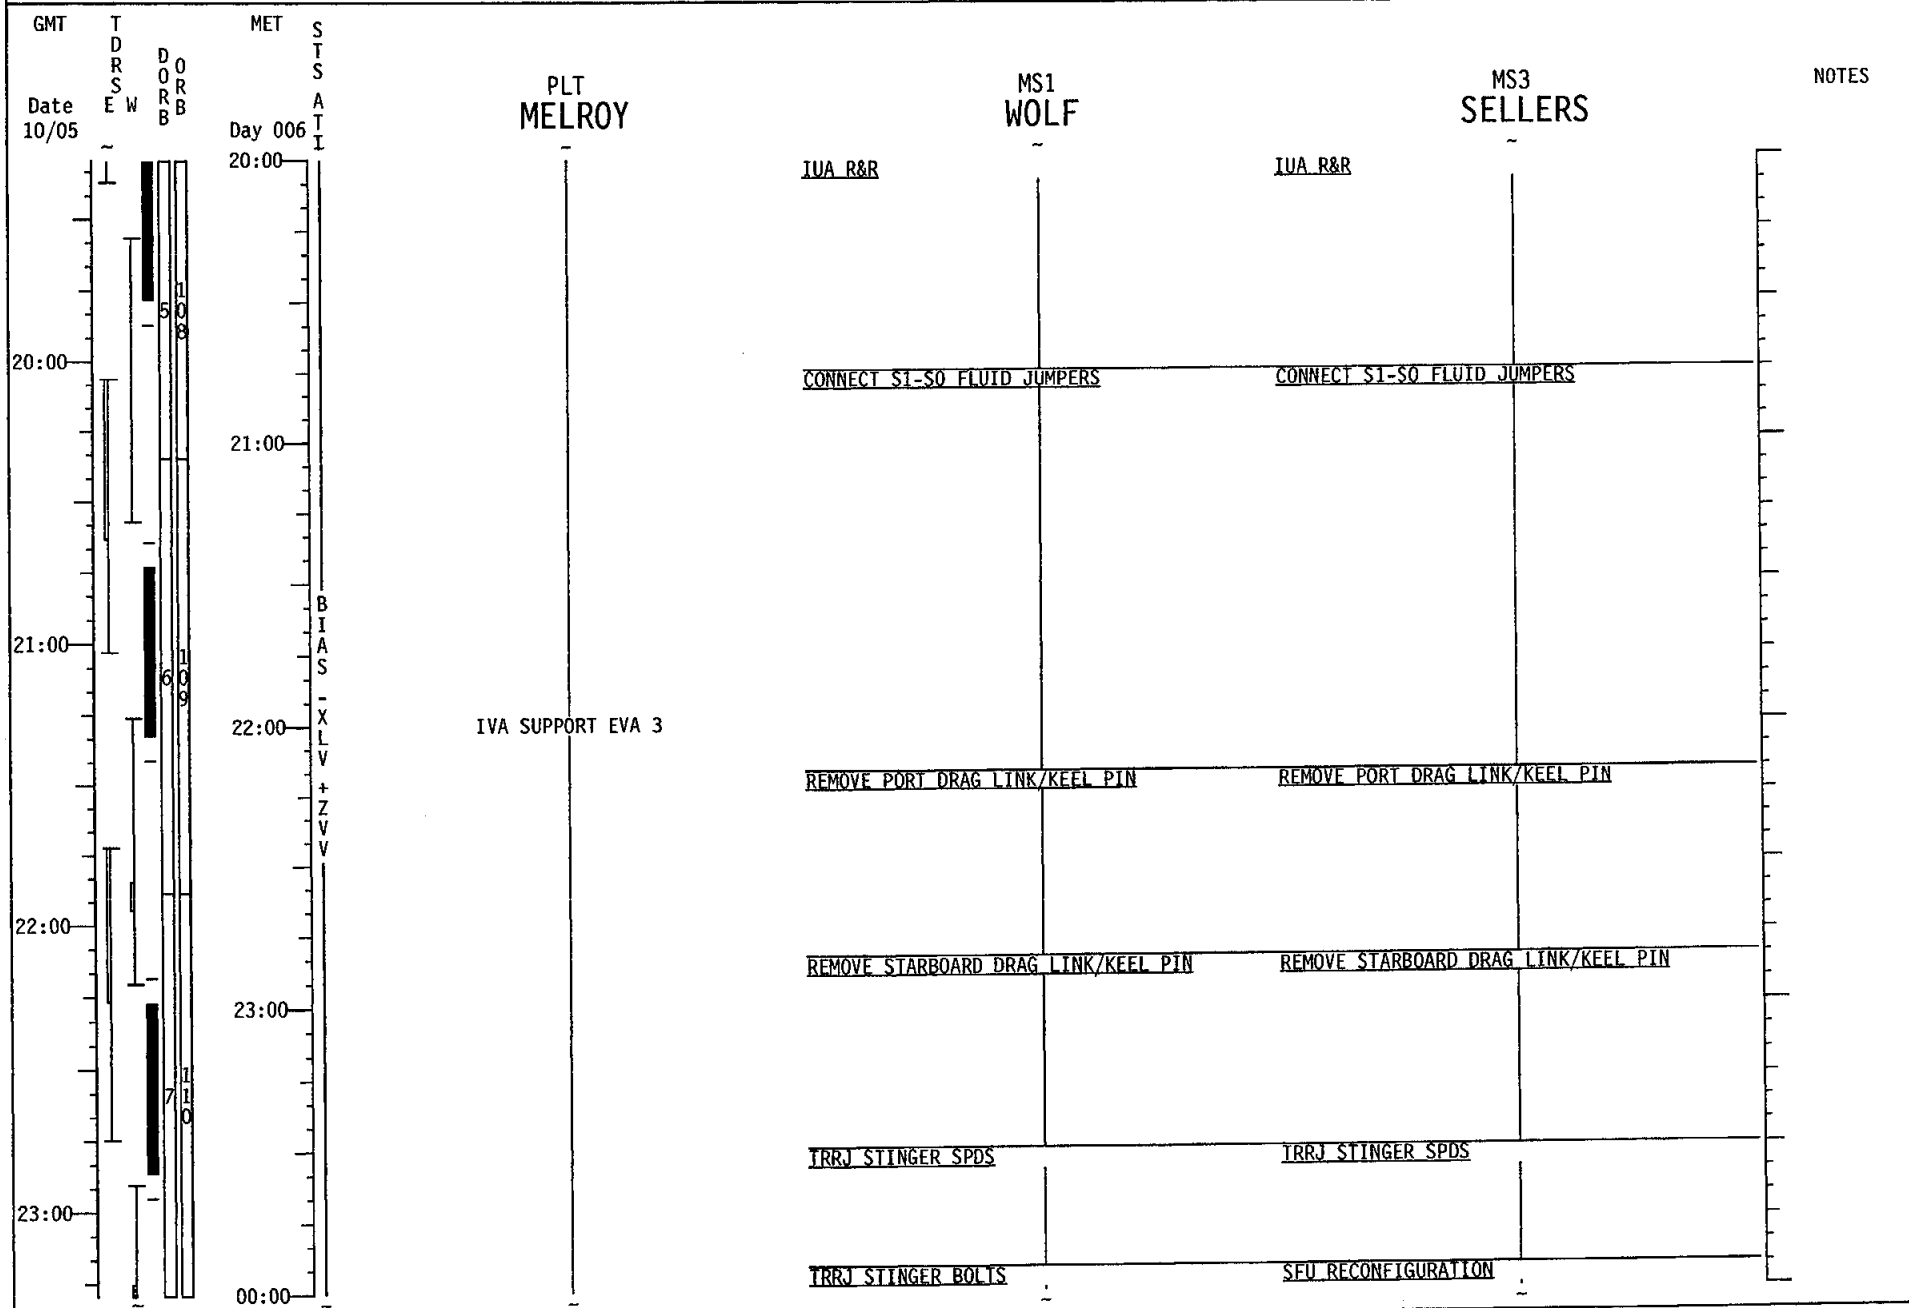 GMT
TDRS
E W
DORB
ORB
MET
STS ATT
Date
10/05
Day 006
PLT
MELROY
MS1
WOLF
MS3
SELLERS
NOTES
20:00
IUA R&R
IUA R&R
5
108
20:00
CONNECT S1-S0 FLUID JUMPERS
CONNECT S1-S0 FLUID JUMPERS
21:00
BIAS -XLV +ZVV
21:00
6
109
22:00
IVA SUPPORT EVA 3
REMOVE PORT DRAG LINK/KEEL PIN
REMOVE PORT DRAG LINK/KEEL PIN
22:00
REMOVE STARBOARD DRAG LINK/KEEL PIN
REMOVE STARBOARD DRAG LINK/KEEL PIN
23:00
7
110
TRRJ STINGER SPDS
TRRJ STINGER SPDS
23:00
TRRJ STINGER BOLTS
SFU RECONFIGURATION
00:00